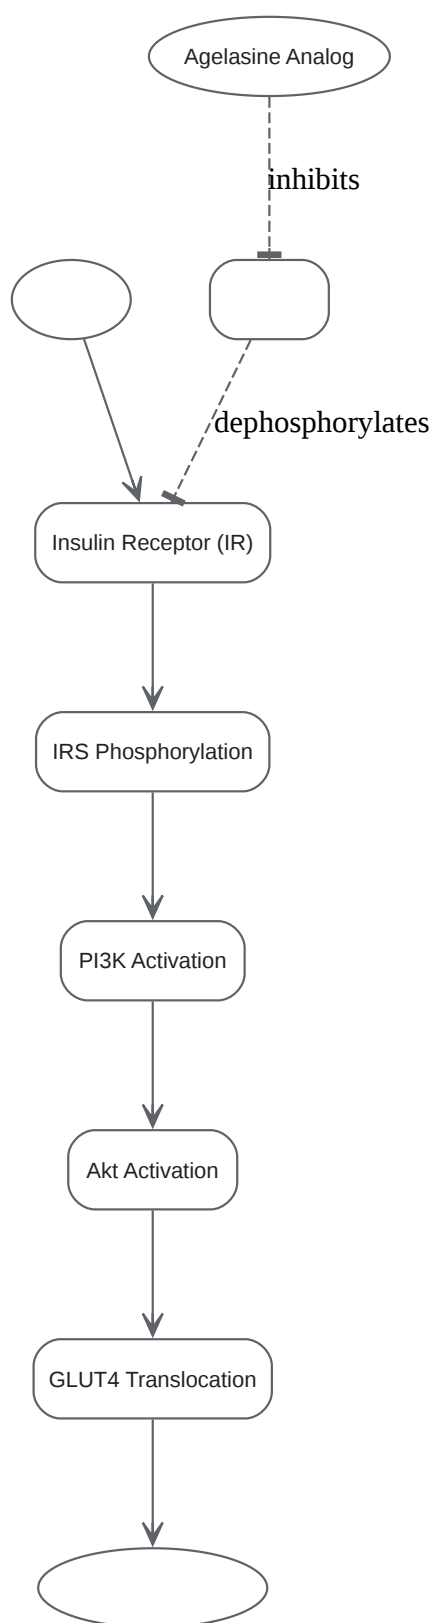 Agelasine Analog
inhibits
dephosphorylates
Insulin Receptor (IR)
IRS Phosphorylation
PI3K Activation
Akt Activation
GLUT4 Translocation